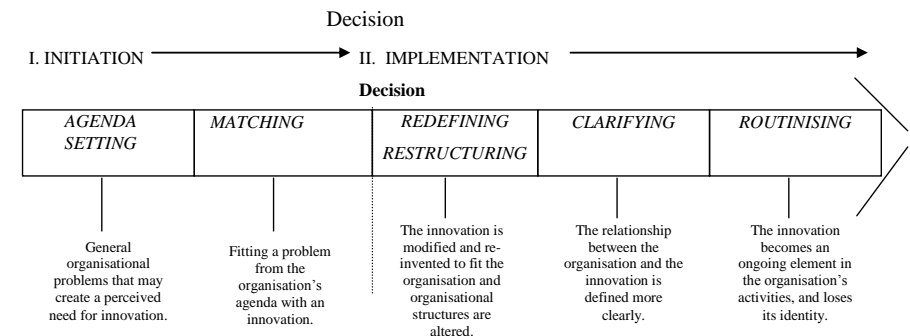 Decision
I. INITIATION
II. IMPLEMENTATION
Decision
AGENDA
SETTING
MATCHING
REDEFINING
RESTRUCTURING
CLARIFYING
ROUTINISING
General
organisational
problems that may
create a perceived
need for innovation.
Fitting a problem
from the
organisation's
agenda with an
innovation.
The innovation is
modified and re-
invented to fit the
organisation and
organisational
structures are
altered.
The relationship
between the
organisation and the
innovation is
defined more
clearly.
The innovation
becomes an
ongoing element in
the organisation's
activities, and loses
its identity.